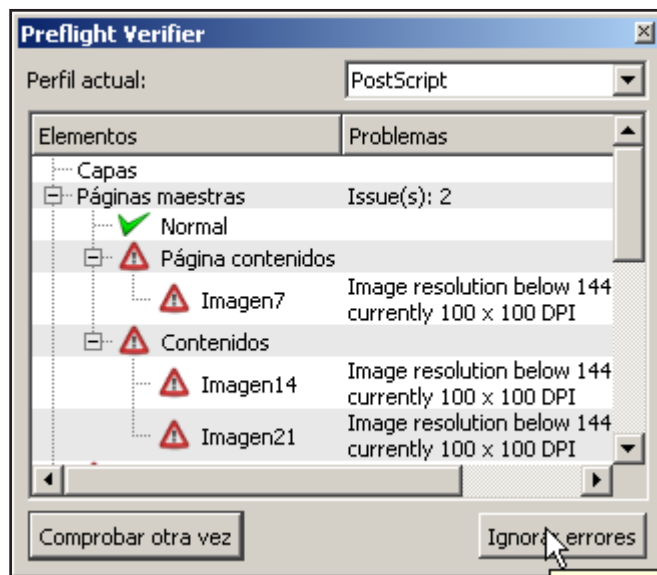 Preflight Verifier
Perfil actual: PostScript
Elementos Problemas
Capas
Páginas maestras Issue(s): 2
Normal
Página contenidos
Imagen7 Image resolution below 144
currently 100 x 100 DPI
Contenidos
Imagen14 Image resolution below 144
currently 100 x 100 DPI
Imagen21 Image resolution below 144
currently 100 x 100 DPI
Comprobar otra vez Ignorar errores